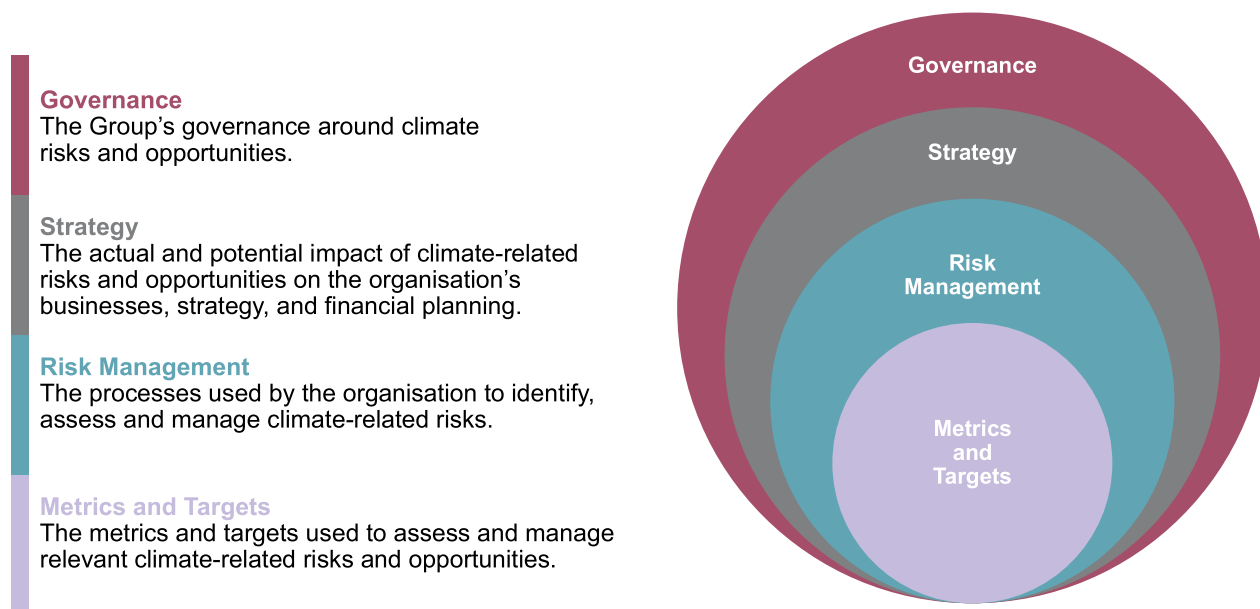 Governance
The Group’s governance around climate
risks and opportunities.
Strategy
The actual and potential impact of climate-related
risks and opportunities on the organisation’s
businesses, strategy, and financial planning.
Risk Management
The processes used by the organisation to identify,
assess and manage climate-related risks.
Metrics and Targets
The metrics and targets used to assess and manage
relevant climate-related risks and opportunities.
Governance
Strategy
Risk
Management
Metrics
and
Targets